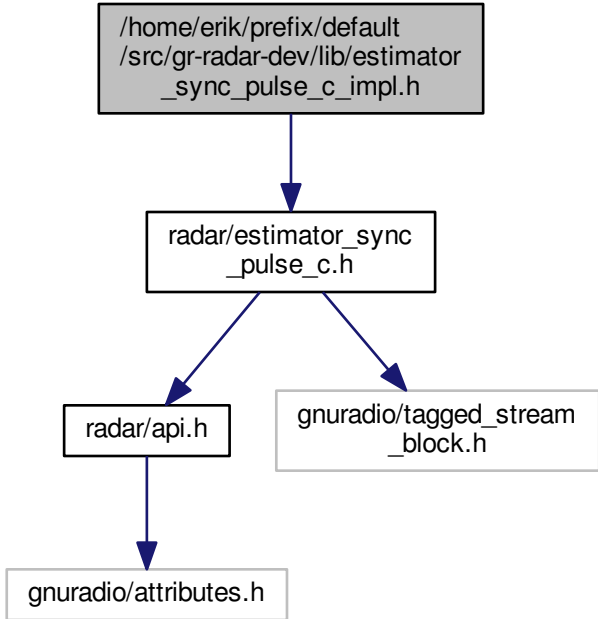 /home/erik/prefix/default
/src/gr-radar-dev/lib/estimator
_sync_pulse_c_impl.h
radar/estimator_sync
_pulse_c.h
radar/api.h
gnuradio/tagged_stream
_block.h
gnuradio/attributes.h